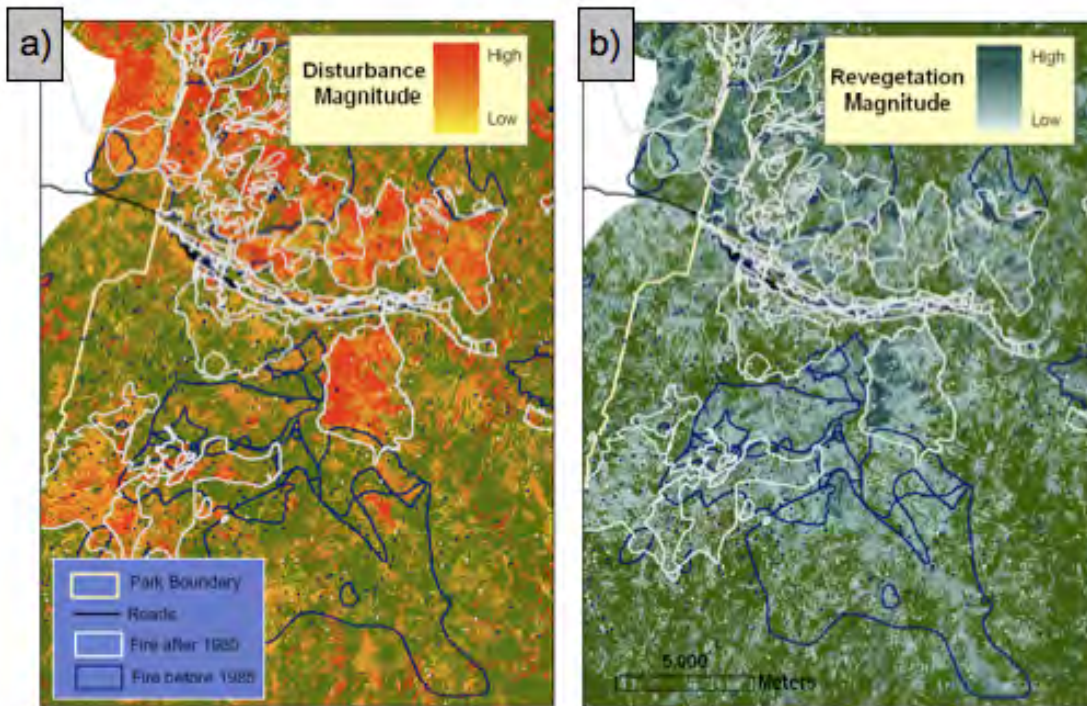 a)
Disturbance
Magnitude
High
Low
Park Boundary
Roads
Fire after 1985
Fire before 1985
b)
Revegetation
Magnitude
High
Low
5,000
Meters